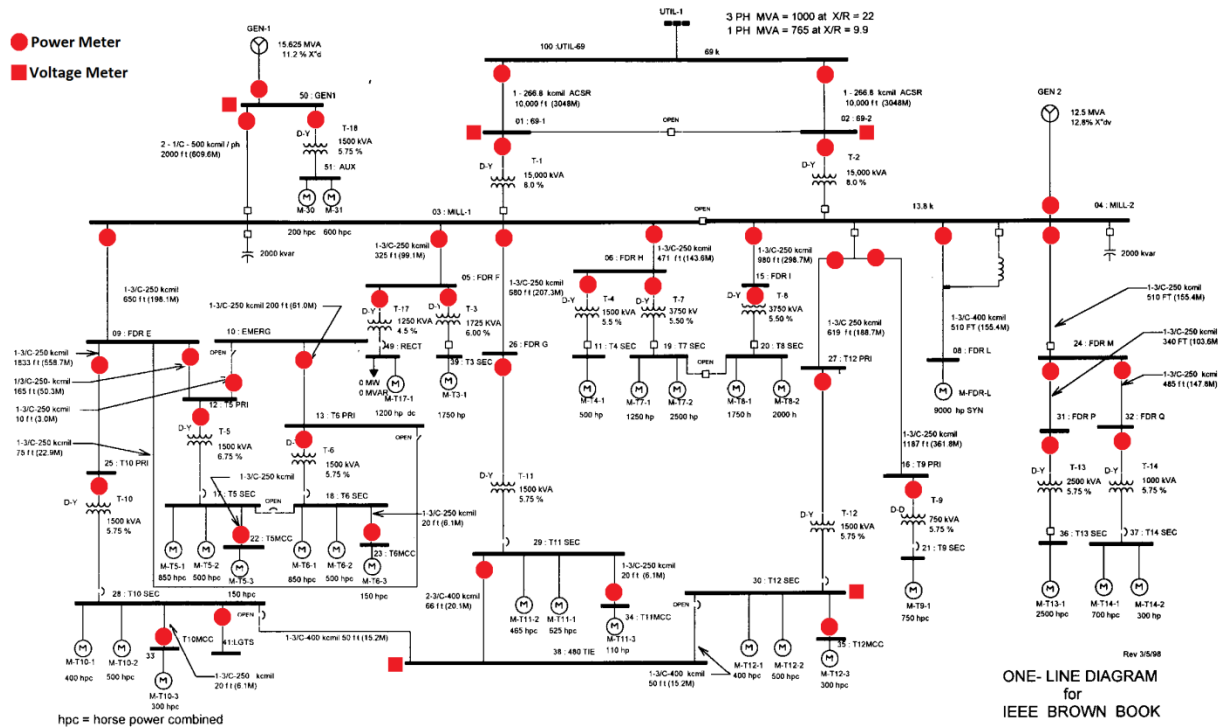 UTIL-1
3 PH MVA = 1000 at X/R = 22
1 PH MVA = 765 at X/R = 9.9
GEN-1
Power Meter
Voltage Meter
15.625 MVA
11.2 % X"d
100 :UTIL-69
69 k
1 - 266.8 kcmil ACSR
10,000 ft (3048M)
1 - 266.8 kcmil ACSR
10,000 ft (3048M)
GEN 2
12.5 MVA
12.8% X"dv
50 : GEN1
OPEN
01 : 69-1
02 : 69-2
2 - 1/C - 500 kcmil / ph
2000 ft (609.6m)
D-Y
T-18
1500 kVA
5.75 %
51 : AUX
M-30
M-31
200 hpc
600 hpc
D-Y
T-1
15,000 kVA
8.0 %
D-Y
T-2
15,000 kVA
8.0 %
03 : MILL-1
OPEN
13.8 k
04 : MILL-2
2000 kvar
2000 kvar
1-3/C-250 kcmil
325 ft (99.1m)
1-3/C-250 kcmil
471 ft (143.6m)
1-3/C-250 kcmil
980 ft (298.7m)
05 : FDR F
06 : FDR H
15 : FDR I
1-3/C-250 kcmil
650 ft (198.1m)
1-3/C-250 kcmil 200 ft (61.0m)
1-3/C-250 kcmil
680 ft (207.3m)
D-Y
T-17
1250 KVA
4.5 %
D-Y
T-3
1725 KVA
6.00 %
D-Y
T-4
1500 kVA
5.5 %
D-Y
T-7
3750 kV
5.50 %
D-Y
T-8
3750 kVA
5.50 %
1-3/C-250 kcmil
510 FT (155.4M)
1-3/C-250 kcmil
340 FT (103.6m)
1-3/C-400 kcmil
510 FT (155.4m)
1-3/C-250 kcmil
619 ft (188.7m)
09 : FDR E
10 : EMERG
OPEN
OPEN
1-3/C-250 kcmil
1833 ft (558.7m)
1/3/C-250- kcmil
165 ft (50.3m)
1-3/C-250 kcmil
10 ft (3.0m)
1-3/C-250 kcmil
75 ft (22.9M)
49 : RECT
39 : T3 SEC
0 MW
0 MVAR
M-T17-1
1200 hp dc
M-T3-1
1750 hp
26 : FDR G
11 : T4 SEC
19 : T7 SEC
OPEN
20 : T8 SEC
M-T4-1
500 hp
M-T7-1
1250 hp
M-T7-2
2500 hp
M-T8-1
1750 h
M-T8-2
2000 h
27 : T12 PRI
08 : FDR L
M-FDR-L
9000 hp SYN
24 : FDR M
1-3/C-250 kcmil
485 ft (147.8m)
12 : T5 PRI
13 : T6 PRI
OPEN
D-Y
T-5
1500 kVA
6.75 %
D-Y
T-6
1500 kVA
5.75 %
1-3/C-250 kcmil
1187 ft (361.8m)
31 : FDR P
32 : FDR Q
25 : T10 PRI
D-Y
T-10
1500 kVA
5.75 %
1-3/C-250 kcmil
17 : T5 SEC
OPEN
18 : T6 SEC
1-3/C-250 kcmil
20 ft (6.1m)
D-Y
T-11
1500 kVA
5.75 %
16 : T9 PRI
D-D
T-9
750 kVA
5.75 %
21 : T9 SEC
M-T9-1
750 hpc
D-Y
T-12
1500 kVA
5.75 %
D-Y
T-13
2500 kVA
5.75 %
D-Y
T-14
1000 kVA
5.75 %
36 : T13 SEC
37 : T14 SEC
M-T13-1
2500 hpc
M-T14-1
700 hpc
M-T14-2
300 hp
22 : T5MCC
23 : T6MCC
M-T5-1
850 hpc
M-T5-2
500 hpc
M-T5-3
150 hpc
M-T6-1
850 hpc
M-T6-2
500 hpc
M-T6-3
150 hpc
29 : T11 SEC
1-3/C-250 kcmil
20 ft (6.1m)
2-3/C-400 kcmil
66 ft (20.1m)
M-T11-2
465 hpc
M-T11-1
625 hpc
34 : T11MCC
M-T11-3
110 hp
28 : T10 SEC
OPEN
30 : T12 SEC
OPEN
T10MCC
33
41:LGTS
M-T10-1
400 hpc
M-T10-2
500 hpc
M-T10-3
300 hpc
1-3/C-250 kcmil
20 ft (6.1M)
1-3/C-400 kcmil 50 ft (15.2m)
38 : 480 TIE
1-3/C-400 kcmil
50 ft (15.2m)
35 : T12MCC
M-T12-1
400 hpc
M-T12-2
500 hpc
M-T12-3
300 hpc
hpc = horse power combined
Rev 3/5/98
ONE- LINE DIAGRAM
for
IEEE BROWN BOOK